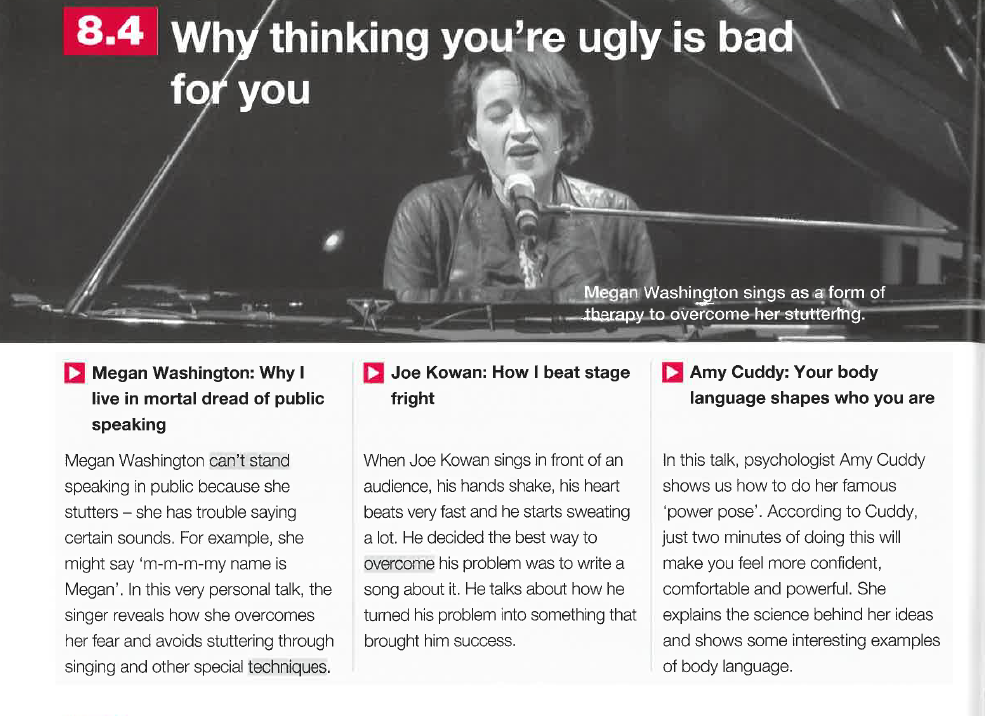 8.4 Why thinking you're ugly is bad
for you
Megan Washington sings as a form of
therapy to overcome her stuttering.
Megan Washington: Why I
live in mortal dread of public
speaking
Megan Washington can't stand
speaking in public because she
stutters – she has trouble saying
certain sounds. For example, she
might say 'm-m-m-my name is
Megan'. In this very personal talk, the
singer reveals how she overcomes
her fear and avoids stuttering through
singing and other special techniques.
Joe Kowan: How I beat stage
fright
When Joe Kowan sings in front of an
audience, his hands shake, his heart
beats very fast and he starts sweating
a lot. He decided the best way to
overcome his problem was to write a
song about it. He talks about how he
turned his problem into something that
brought him success.
Amy Cuddy: Your body
language shapes who you are
In this talk, psychologist Amy Cuddy
shows us how to do her famous
'power pose'. According to Cuddy,
just two minutes of doing this will
make you feel more confident,
comfortable and powerful. She
explains the science behind her ideas
and shows some interesting examples
of body language.